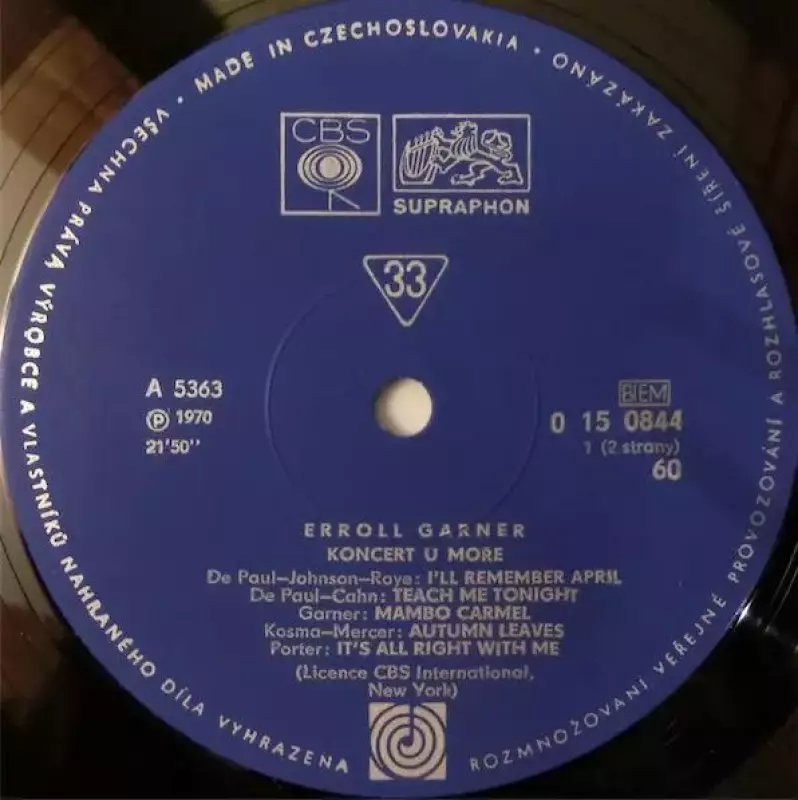 VŠECHNA PRÁVA VÝROBCE A VLASTNÍKŮ NAHRANÉHO DÍLA VYHRAZENA
• MADE IN CZECHOSLOVAKIA •
ROZMNOŽOVANÍ VEŘEJNÉ PROVOZOVÁNÍ A ROZHLASOVÉ ŠÍŘENÍ ZAKÁZÁNO
CBS
SUPRAPHON
33
A 5363
Ⓟ 1970
21'50''
BIEM
0 15 0844
1 (2 strany)
60
ERROLL GARNER
KONCERT U MOŘE
De Paul–Johnson–Raye: I'LL REMEMBER APRIL
De Paul–Cahn: TEACH ME TONIGHT
Garner: MAMBO CARMEL
Kosma–Mercer: AUTUMN LEAVES
Porter: IT'S ALL RIGHT WITH ME
(Licence CBS International,
New York)